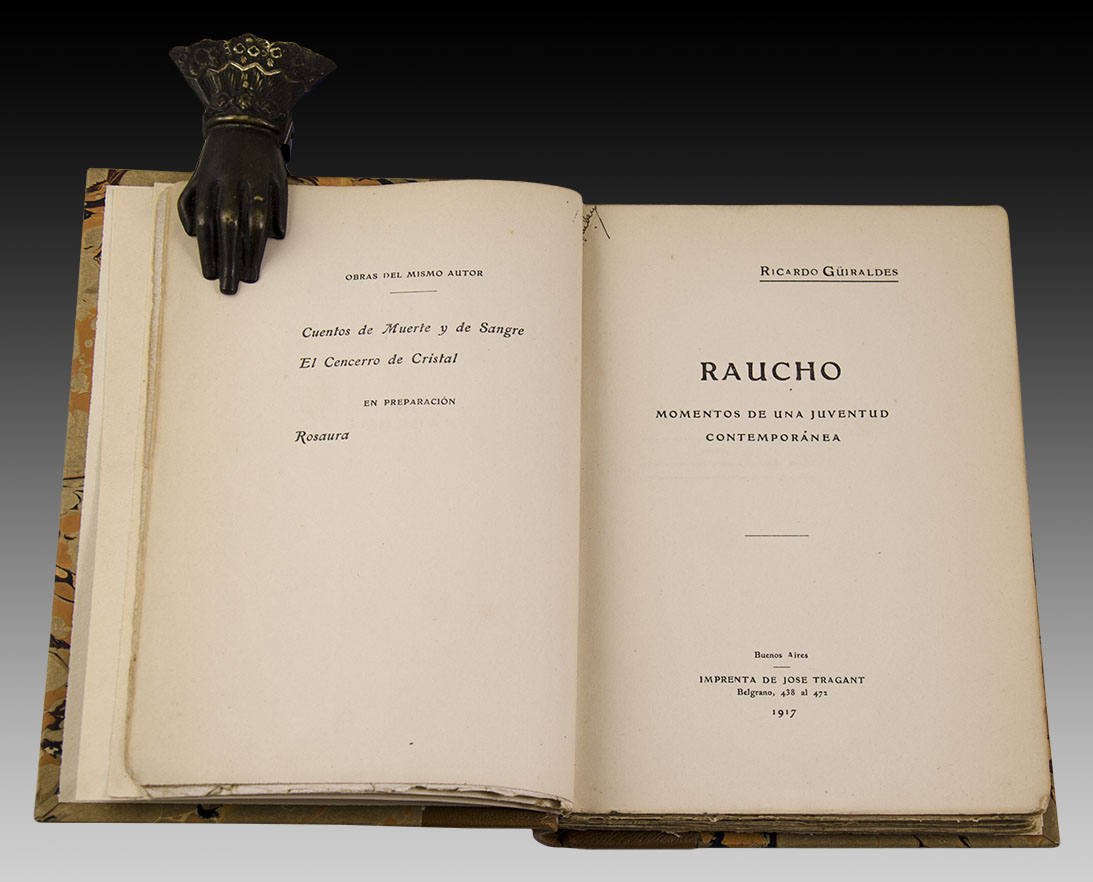 OBRAS DEL MISMO AUTOR
Cuentos de Muerte y de Sangre
El Cencerro de Cristal
EN PREPARACIÓN
Rosaura
RICARDO GÜIRALDES
RAUCHO
MOMENTOS DE UNA JUVENTUD
CONTEMPORÁNEA
Buenos Aires
IMPRENTA DE JOSE TRAGANT
Belgrano, 438 al 472
1917